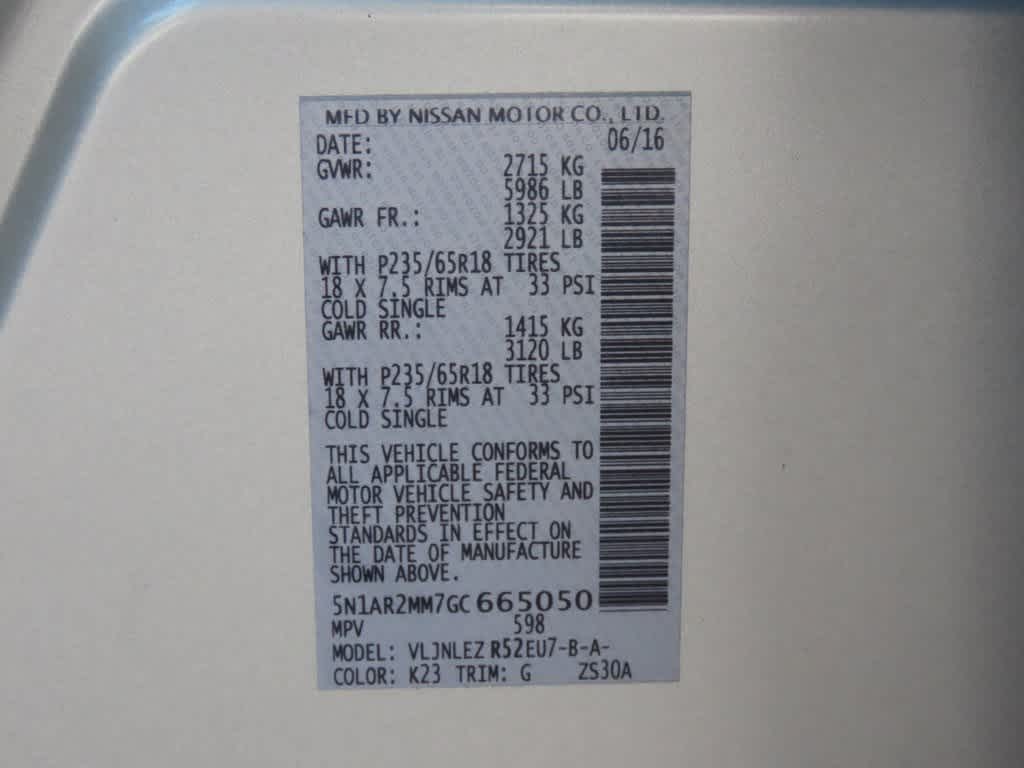 MFD BY NISSAN MOTOR CO., LTD.
DATE: 06/16
GVWR: 2715 KG
5986 LB
GAWR FR.: 1325 KG
2921 LB
WITH P235/65R18 TIRES
18 X 7.5 RIMS AT 33 PSI
COLD SINGLE
GAWR RR.: 1415 KG
3120 LB
WITH P235/65R18 TIRES
18 X 7.5 RIMS AT 33 PSI
COLD SINGLE
THIS VEHICLE CONFORMS TO
ALL APPLICABLE FEDERAL
MOTOR VEHICLE SAFETY AND
THEFT PREVENTION
STANDARDS IN EFFECT ON
THE DATE OF MANUFACTURE
SHOWN ABOVE.
5N1AR2MM7GC665050
MPV 598
MODEL: VLJNLEZ R52EU7-B-A-
COLOR: K23 TRIM: G ZS30A